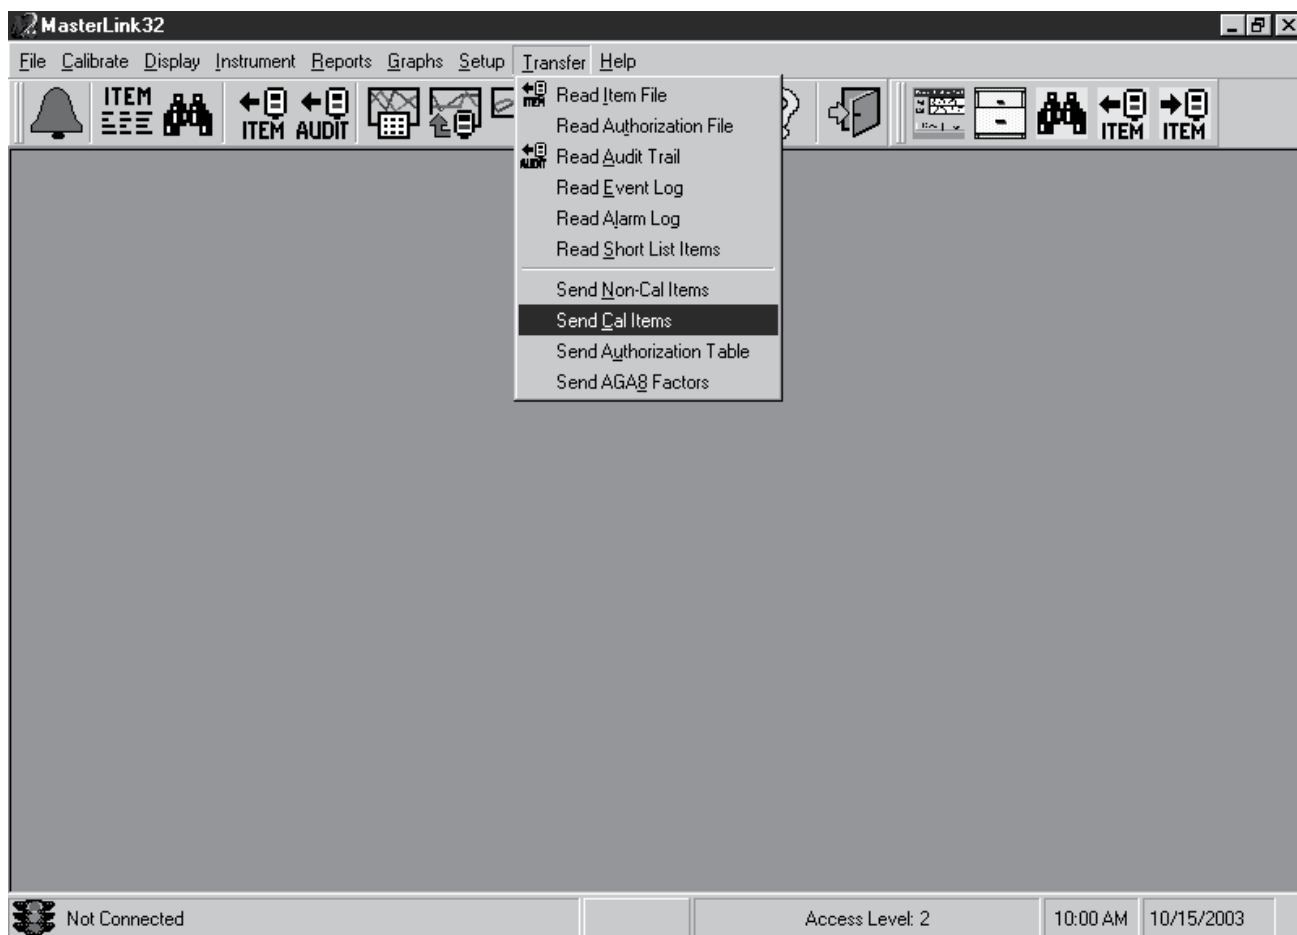 MasterLink32
File Calibrate Display Instrument Reports Graphs Setup Transfer Help
ITEM
ITEM AUDIT
ITEM ITEM
ITEM Read Item File
Read Authorization File
AUDIT Read Audit Trail
Read Event Log
Read Alarm Log
Read Short List Items
Send Non-Cal Items
Send Cal Items
Send Authorization Table
Send AGA8 Factors
Not Connected Access Level: 2 10:00 AM 10/15/2003